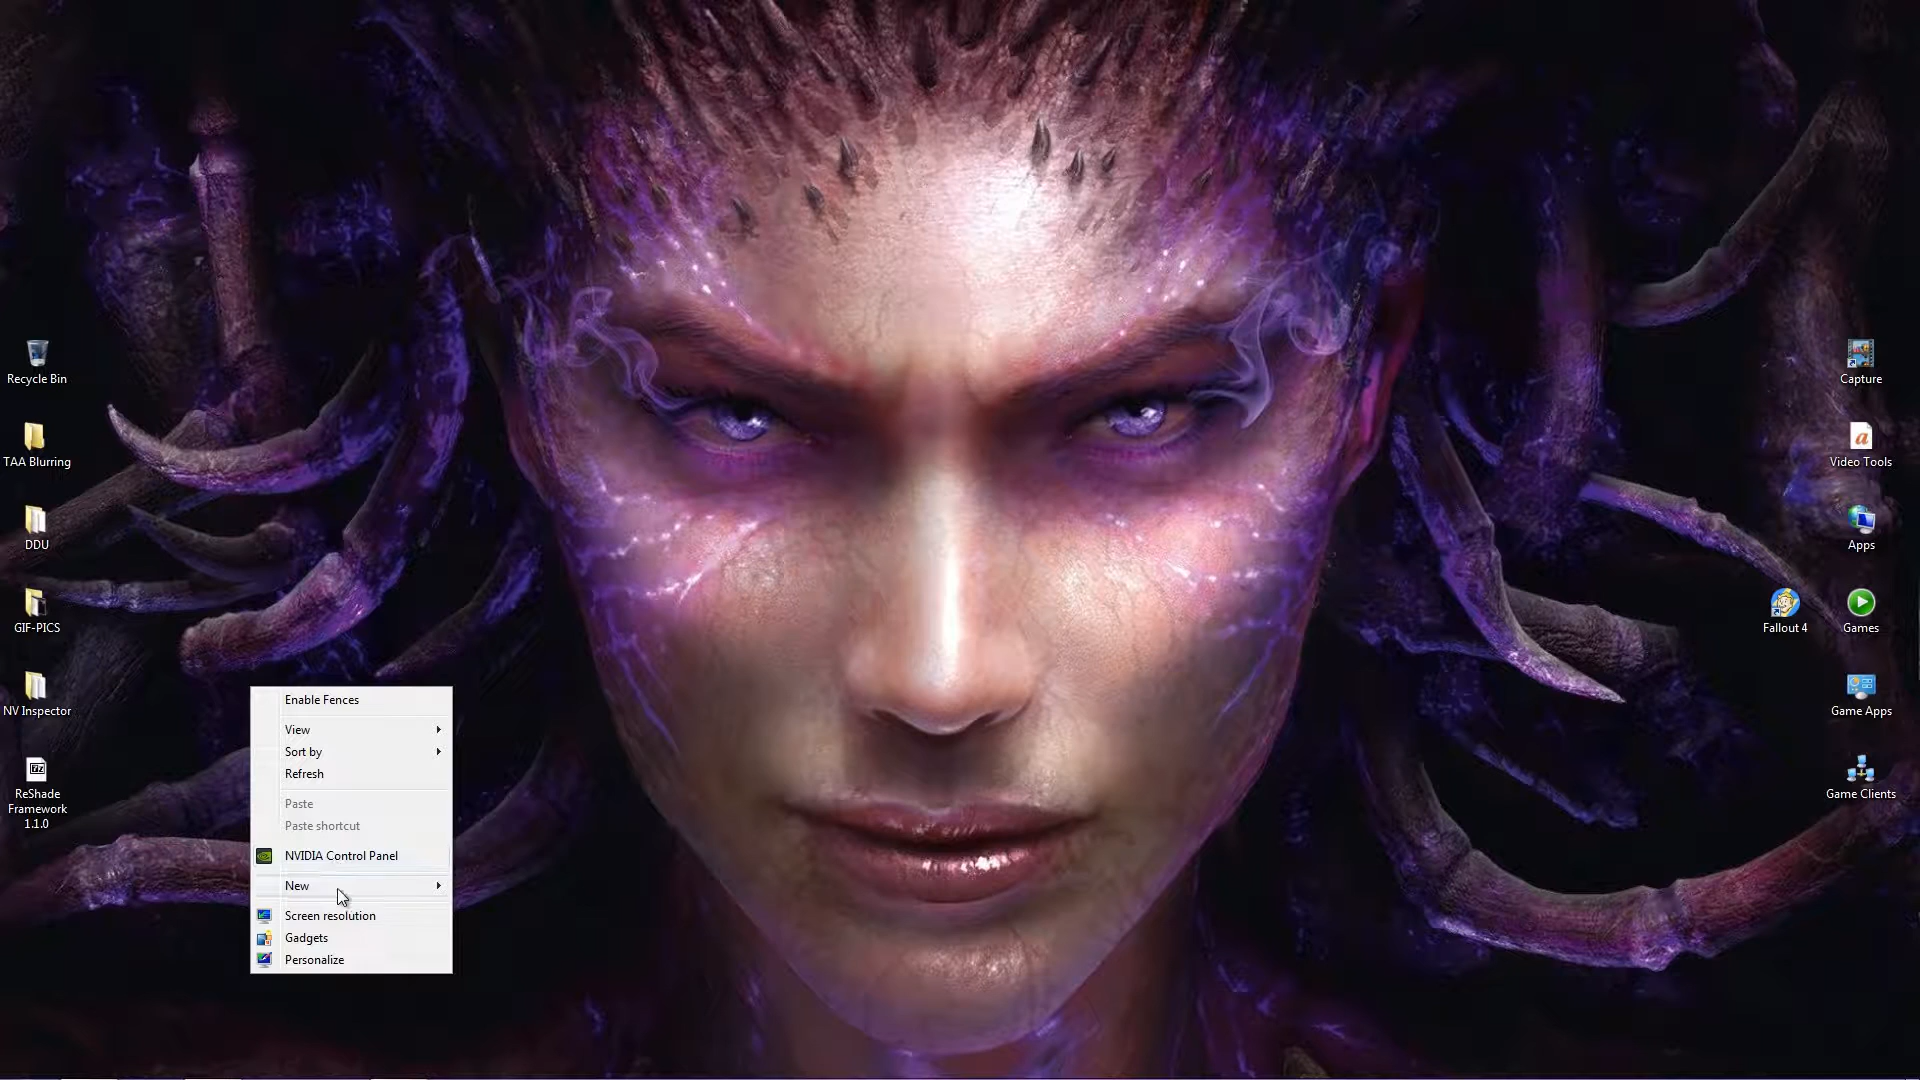 Recycle Bin
TAA Blurring
DDU
GIF-PICS
NV Inspector
7z
ReShade
Framework
1.1.0
Enable Fences
View
Sort by
Refresh
Paste
Paste shortcut
NVIDIA Control Panel
New
Screen resolution
Gadgets
Personalize
Capture
a
Video Tools
Apps
Fallout 4
Games
Game Apps
Game Clients